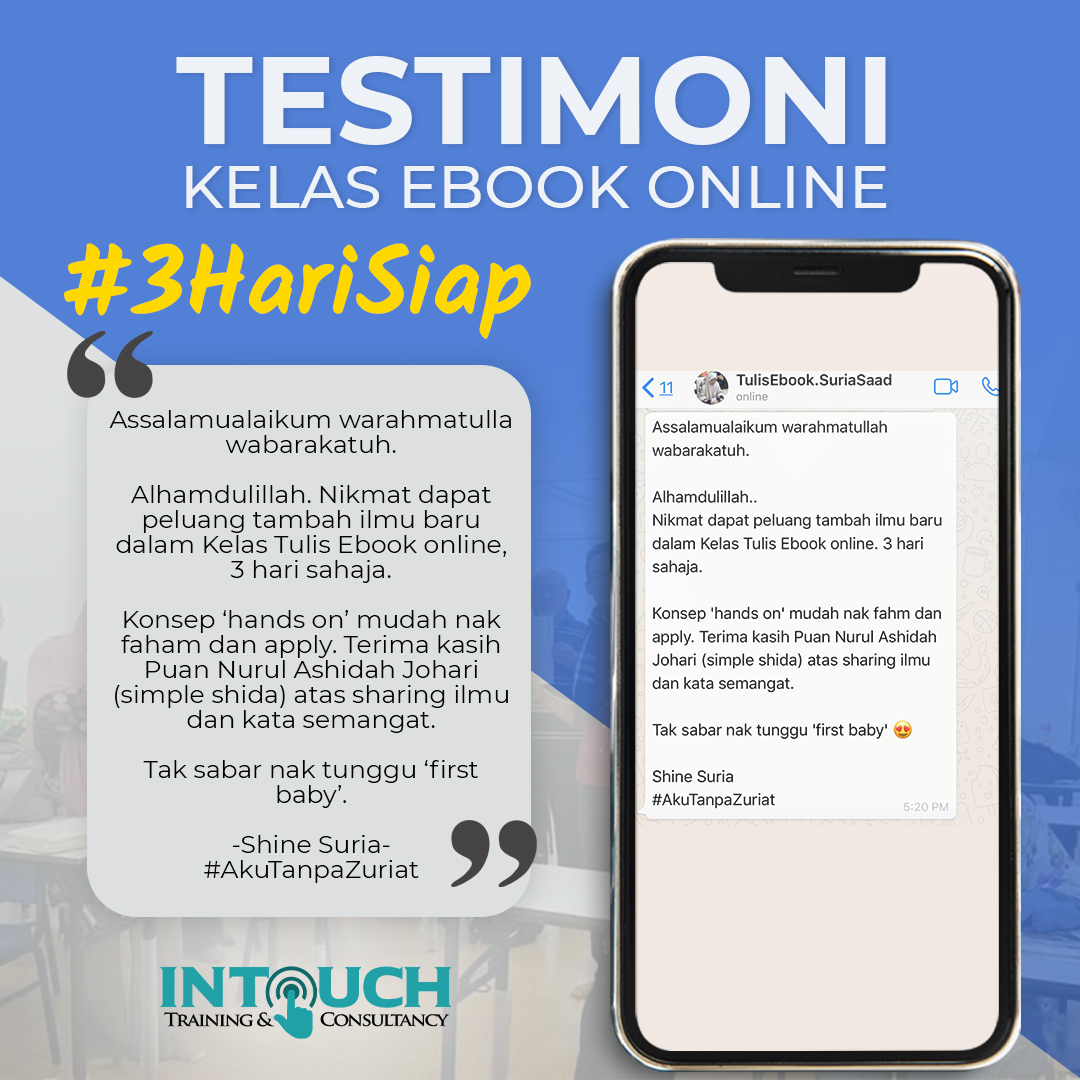 TESTIMONI
KELAS EBOOK ONLINE
#3HariSiap
“
Assalamualaikum warahmatulla
wabarakatuh.
Alhamdulillah. Nikmat dapat
peluang tambah ilmu baru
dalam Kelas Tulis Ebook online,
3 hari sahaja.
Konsep ‘hands on’ mudah nak
faham dan apply. Terima kasih
Puan Nurul Ashidah Johari
(simple shida) atas sharing ilmu
dan kata semangat.
Tak sabar nak tunggu ‘first
baby’.
-Shine Suria-
#AkuTanpaZuriat
”
INTOUCH
TRAINING & CONSULTANCY
11
TulisEbook.SuriaSaad
online
Assalamualaikum warahmatullah
wabarakatuh.
Alhamdulillah..
Nikmat dapat peluang tambah ilmu baru
dalam Kelas Tulis Ebook online. 3 hari
sahaja.
Konsep 'hands on' mudah nak fahm dan
apply. Terima kasih Puan Nurul Ashidah
Johari (simple shida) atas sharing ilmu
dan kata semangat.
Tak sabar nak tunggu 'first baby' 😍
Shine Suria
#AkuTanpaZuriat
5:20 PM